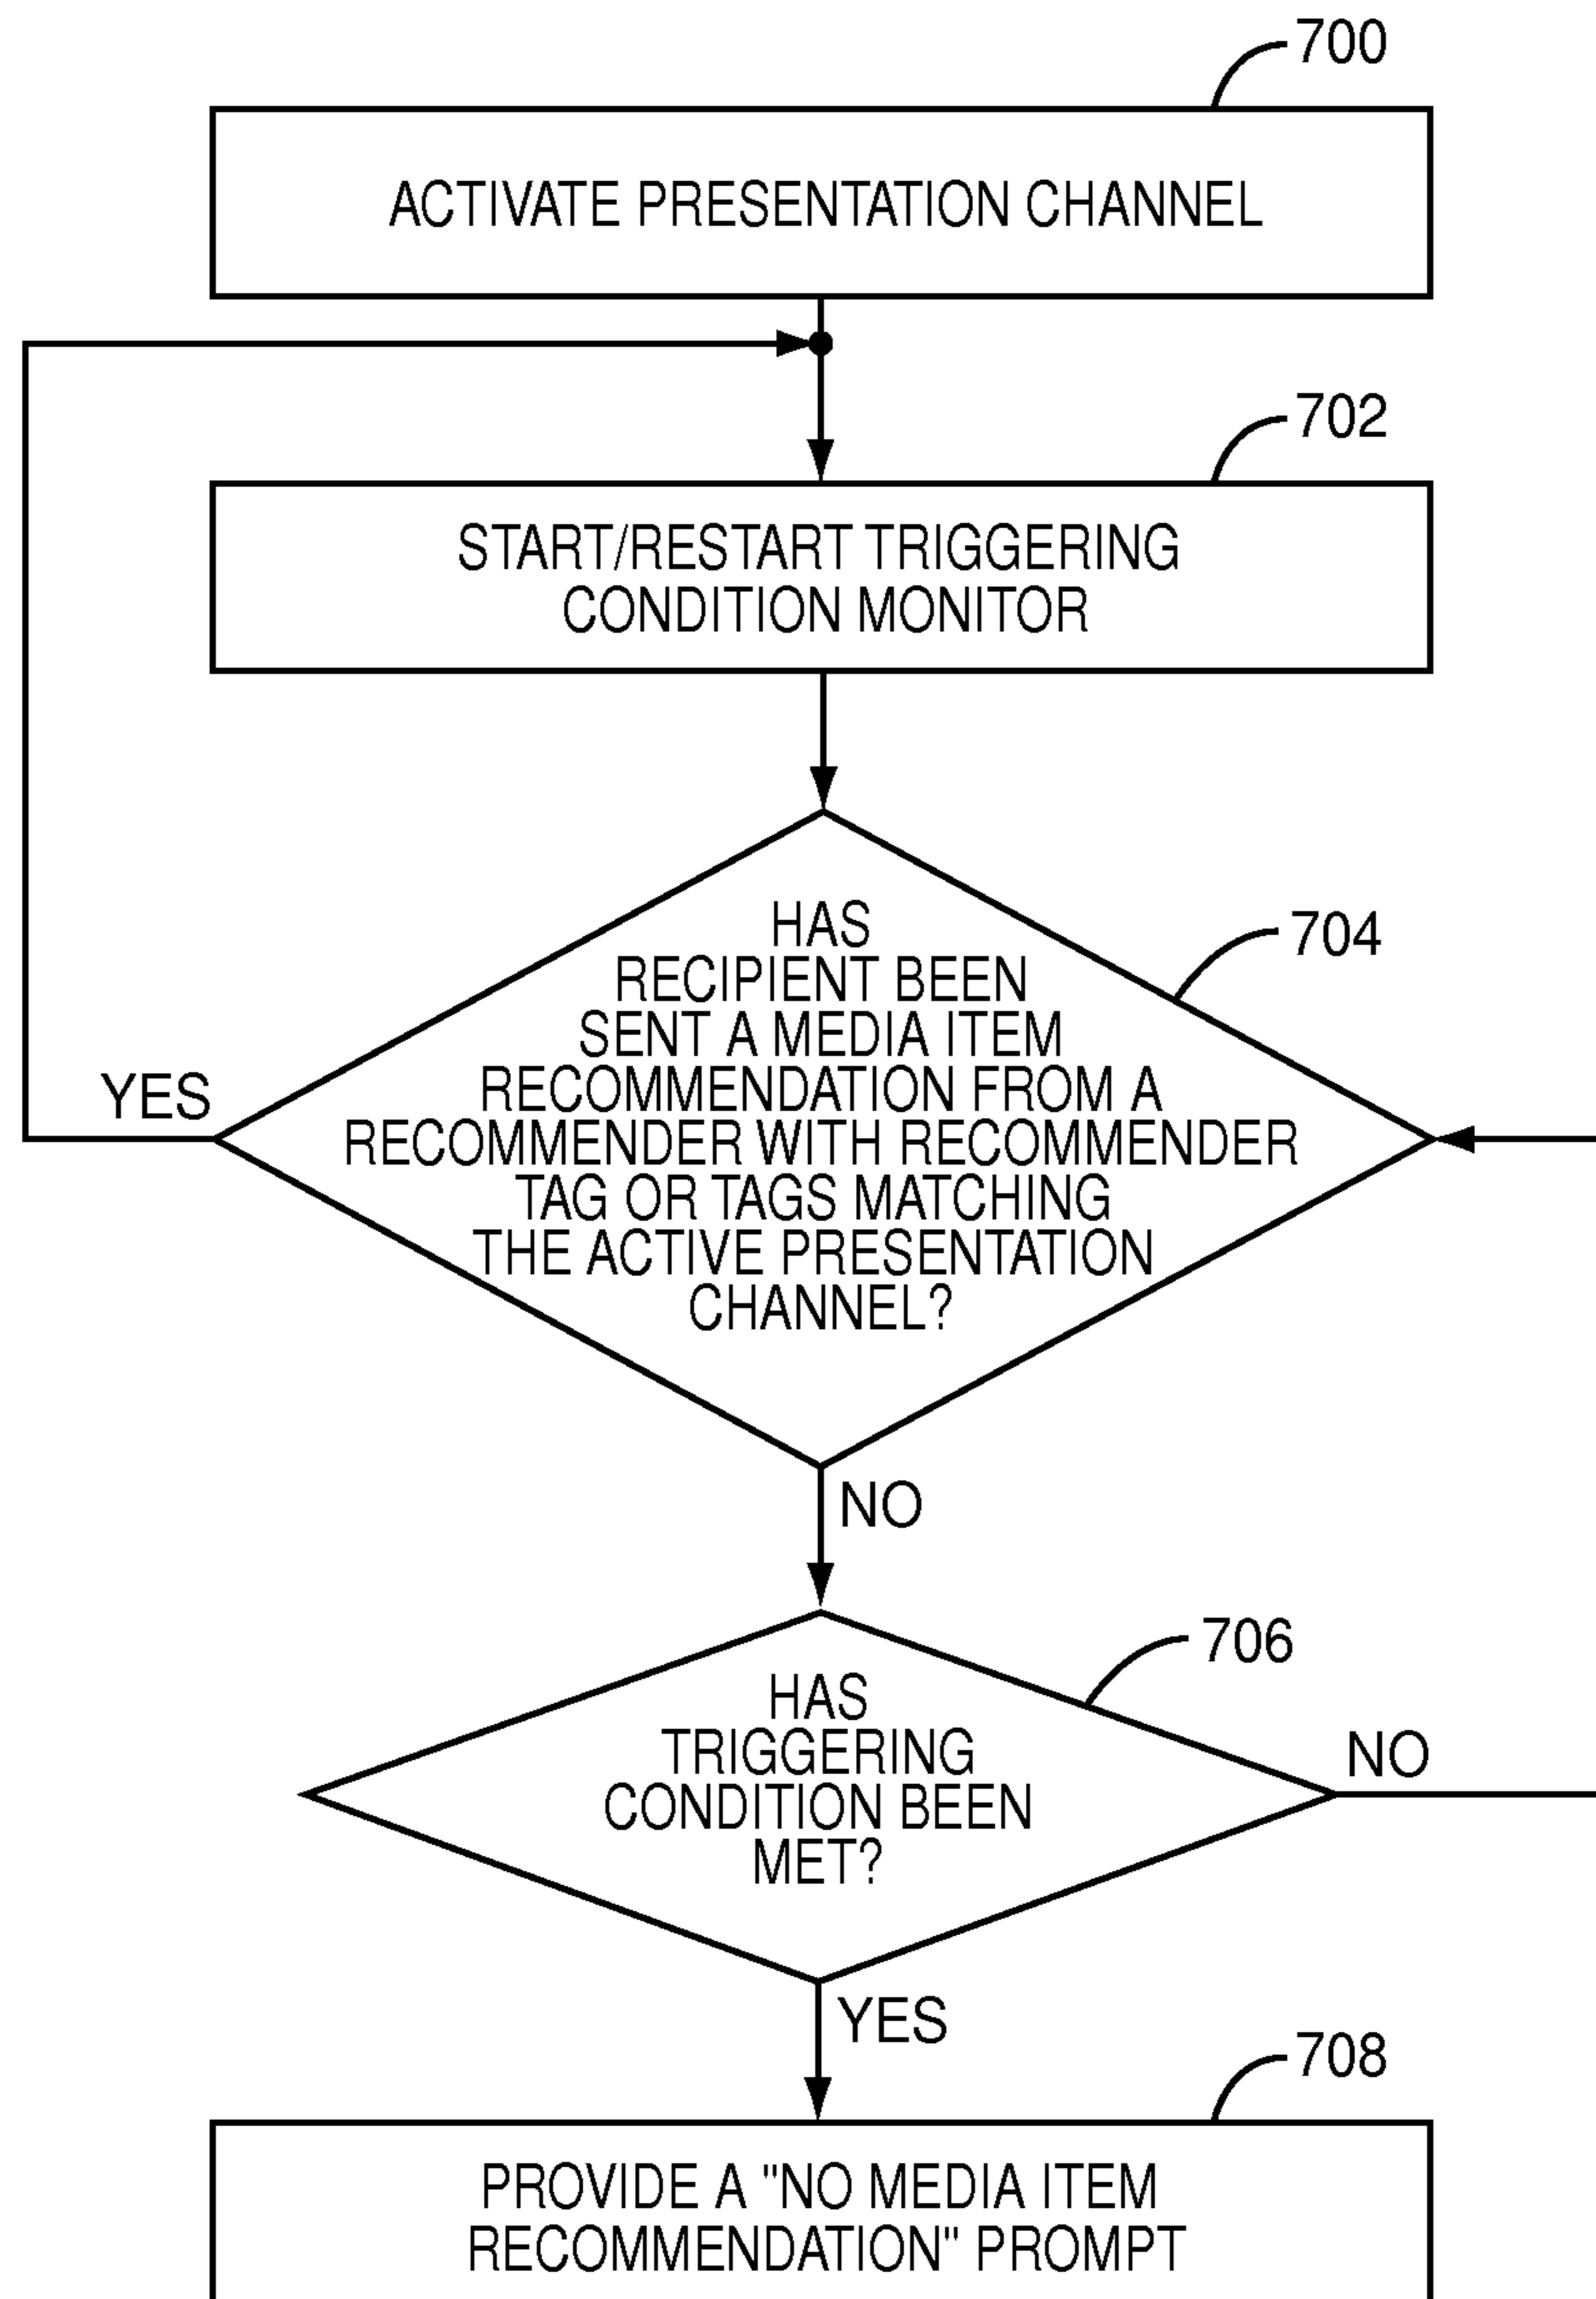 700
ACTIVATE PRESENTATION CHANNEL
702
START/RESTART TRIGGERING
CONDITION MONITOR
704
HAS
RECIPIENT BEEN
SENT A MEDIA ITEM
RECOMMENDATION FROM A
RECOMMENDER WITH RECOMMENDER
TAG OR TAGS MATCHING
THE ACTIVE PRESENTATION
CHANNEL?
YES
NO
706
HAS
TRIGGERING
CONDITION BEEN
MET?
NO
YES
708
PROVIDE A "NO MEDIA ITEM
RECOMMENDATION" PROMPT